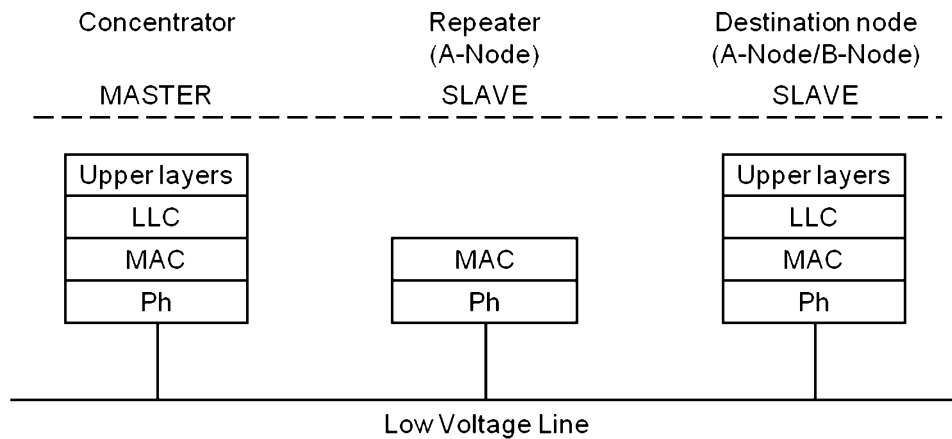 Concentrator
Repeater
(A-Node)
Destination node
(A-Node/B-Node)
MASTER
SLAVE
SLAVE
Upper layers
LLC
MAC
Ph
MAC
Ph
Upper layers
LLC
MAC
Ph
Low Voltage Line